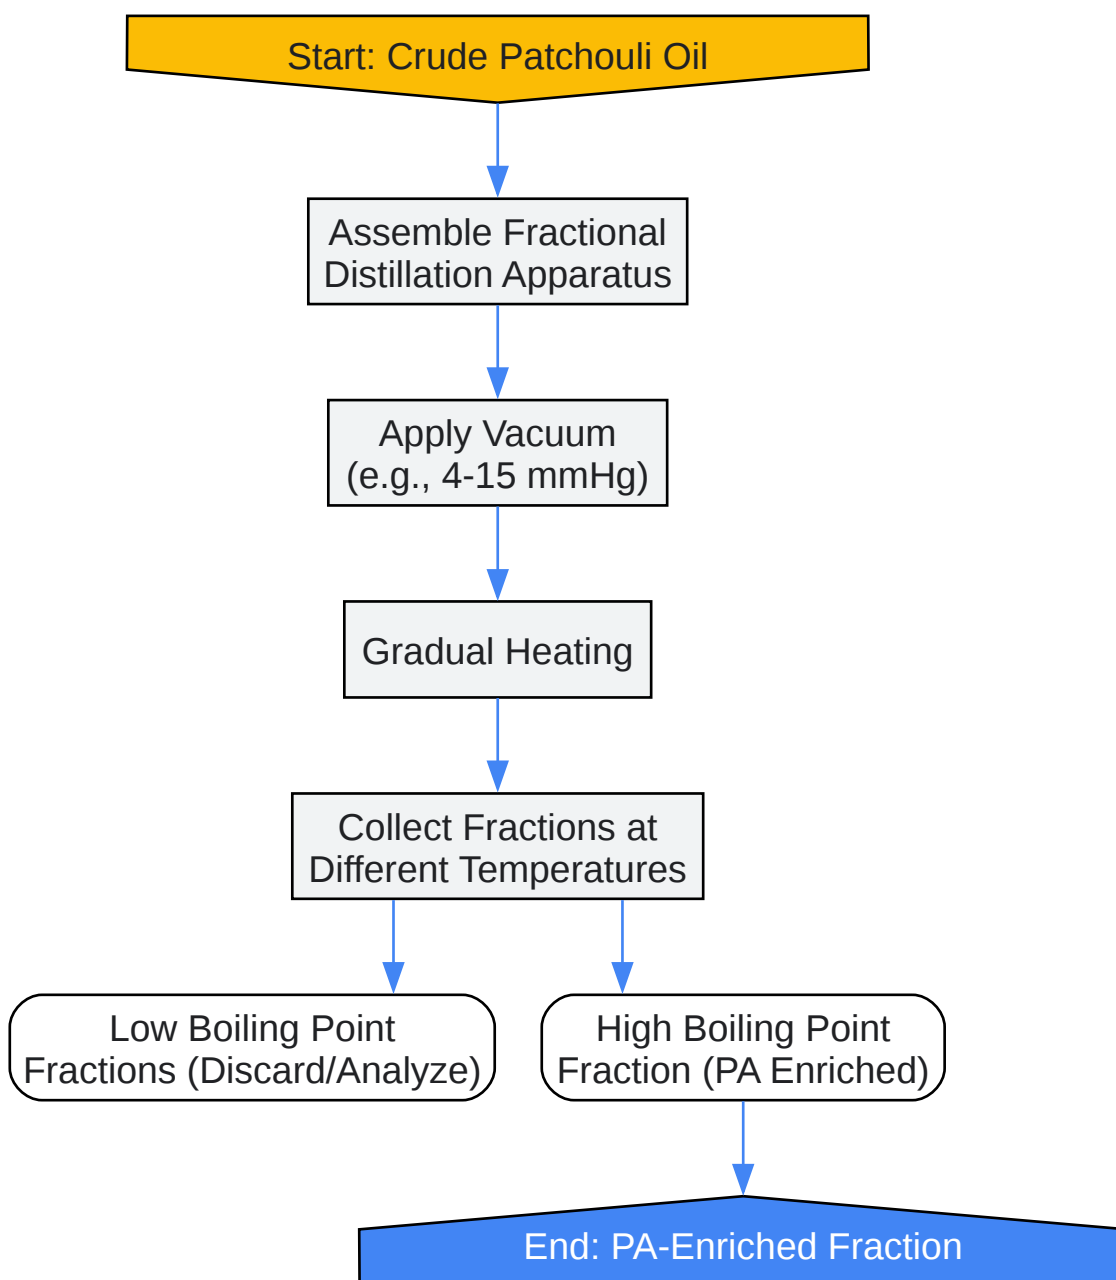 Start: Crude Patchouli Oil
Assemble Fractional
Distillation Apparatus
Apply Vacuum
(e.g., 4-15 mmHg)
Gradual Heating
Collect Fractions at
Different Temperatures
Low Boiling Point
Fractions (Discard/Analyze)
High Boiling Point
Fraction (PA Enriched)
End: PA-Enriched Fraction